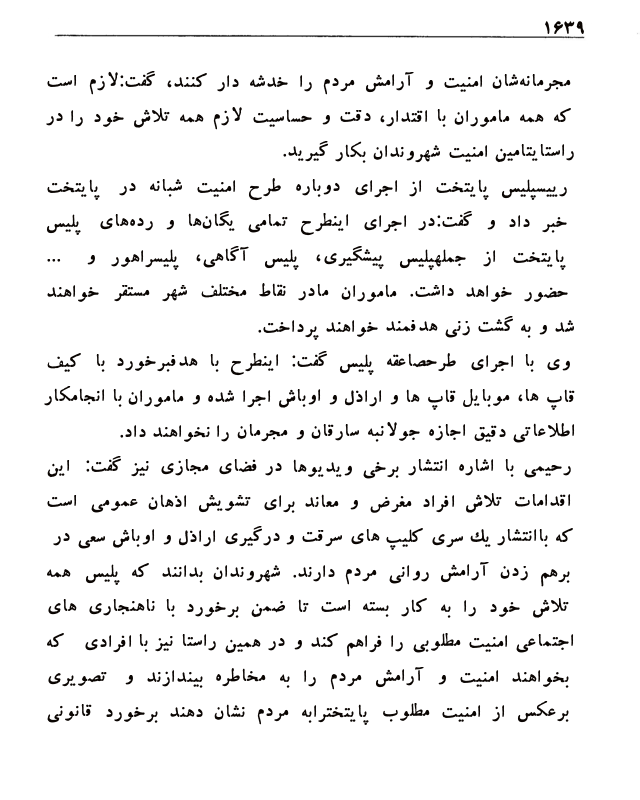 ۱۶۳۹
مجرمانه‌شان امنیت و آرامش مردم را خدشه دار کنند، گفت:لازم است
که همه ماموران با اقتدار، دقت و حساسیت لازم همه تلاش خود را در
راستایتامین امنیت شهروندان بکار گیرید.
رییسپلیس پایتخت از اجرای دوباره طرح امنیت شبانه در پایتخت
خبر داد و گفت:در اجرای اینطرح تمامی یگان‌ها و رده‌های پلیس
پایتخت از جملهپلیس پیشگیری، پلیس آگاهی، پلیسراهور و ...
حضور خواهد داشت. ماموران مادر نقاط مختلف شهر مستقر خواهند
شد و به گشت زنی هدفمند خواهند پرداخت.
وی با اجرای طرحصاعقه پلیس گفت: اینطرح با هدفبرخورد با کیف
قاپ ها، موبایل قاپ ها و اراذل و اوباش اجرا شده و ماموران با انجامکار
اطلاعاتی دقیق اجازه جولانبه سارقان و مجرمان را نخواهند داد.
رحیمی با اشاره انتشار برخی ویدیوها در فضای مجازی نیز گفت: این
اقدامات تلاش افراد مغرض و معاند برای تشویش اذهان عمومی است
که باانتشار یك سری کلیپ های سرقت و درگیری اراذل و اوباش سعی در
برهم زدن آرامش روانی مردم دارند. شهروندان بدانند که پلیس همه
تلاش خود را به کار بسته است تا ضمن برخورد با ناهنجاری های
اجتماعی امنیت مطلوبی را فراهم کند و در همین راستا نیز با افرادی که
بخواهند امنیت و آرامش مردم را به مخاطره بیندازند و تصویری
برعکس از امنیت مطلوب پایتخترابه مردم نشان دهند برخورد قانونی